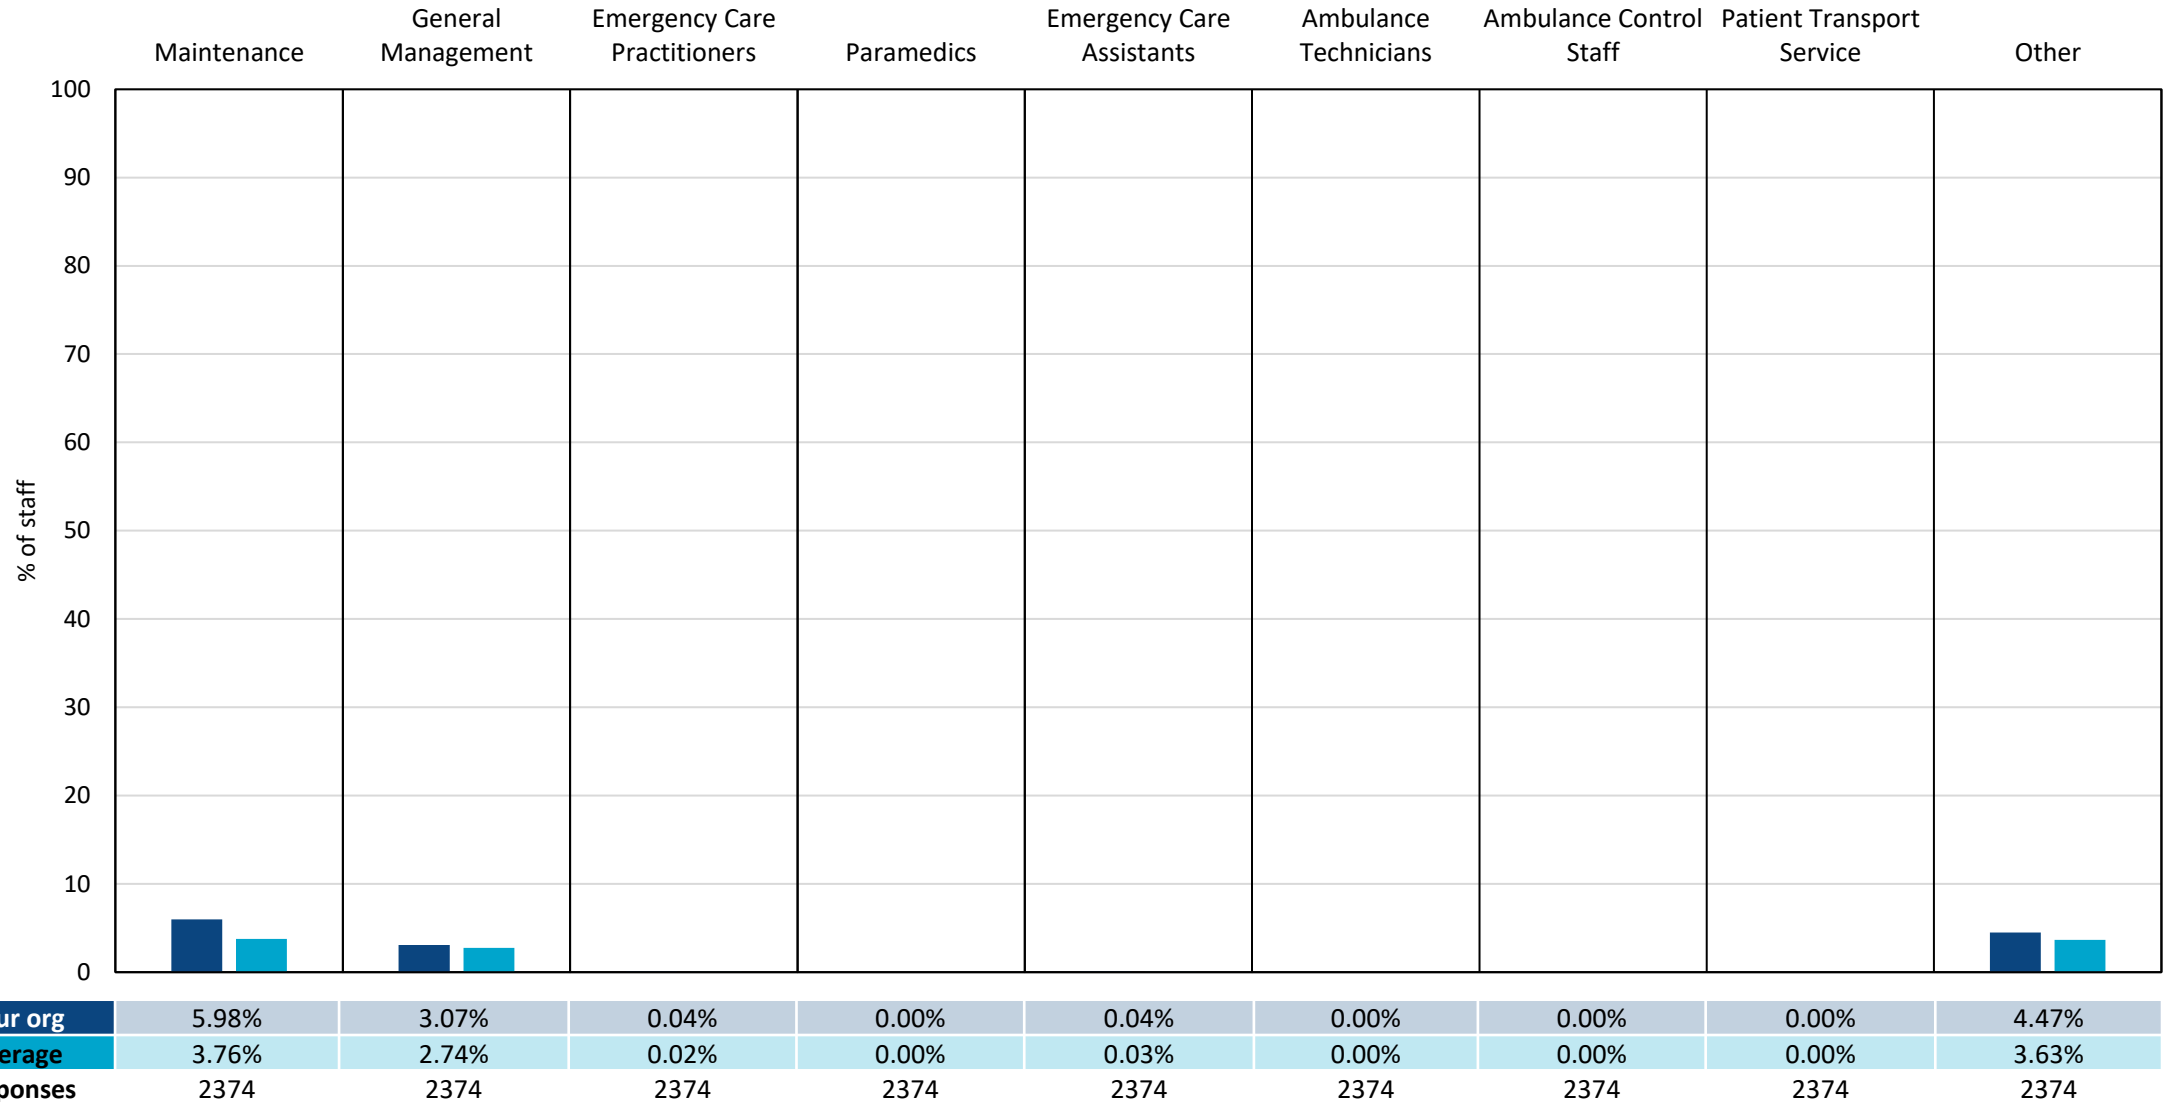 General Emergency Care Emergency Care Ambulance Ambulance Control Patient Transport
Maintenance Management Practitioners Paramedics Assistants Technicians Staff Service Other
100
90
80
70
60
50
40
30
20
10
0
% of staff
ur org 5.98% 3.07% 0.04% 0.00% 0.04% 0.00% 0.00% 0.00% 4.47%
erage 3.76% 2.74% 0.02% 0.00% 0.03% 0.00% 0.00% 0.00% 3.63%
ponses 2374 2374 2374 2374 2374 2374 2374 2374 2374